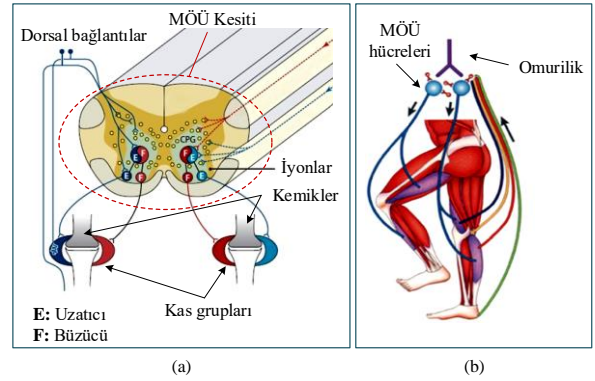 MÖÜ Kesiti
Dorsal bağlantılar
CPG
E
F
E
F
F
E
İyonlar
Kemikler
Kas grupları
E: Uzatıcı
F: Büzücü
(a)
MÖÜ
hücreleri
Omurilik
(b)